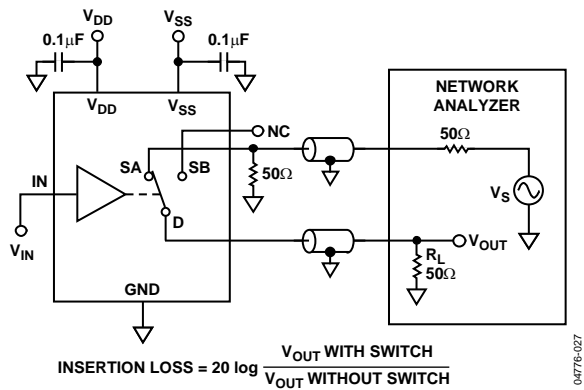 VDD
VSS
0.1μF
0.1μF
VDD
VSS
NETWORK
ANALYZER
NC
50Ω
SA
SB
IN
50Ω
VS
D
VOUT
VIN
RL
50Ω
GND
INSERTION LOSS = 20 log VOUT WITH SWITCH
VOUT WITHOUT SWITCH
04776-027